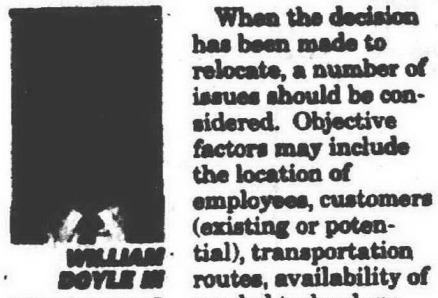 When the decision
has been made to
relocate, a number of
issues should be con-
sidered. Objective
factors may include
the location of
employees, customers
(existing or poten-
tial), transportation
routes, availability of
WILLIAM
DOYLE III